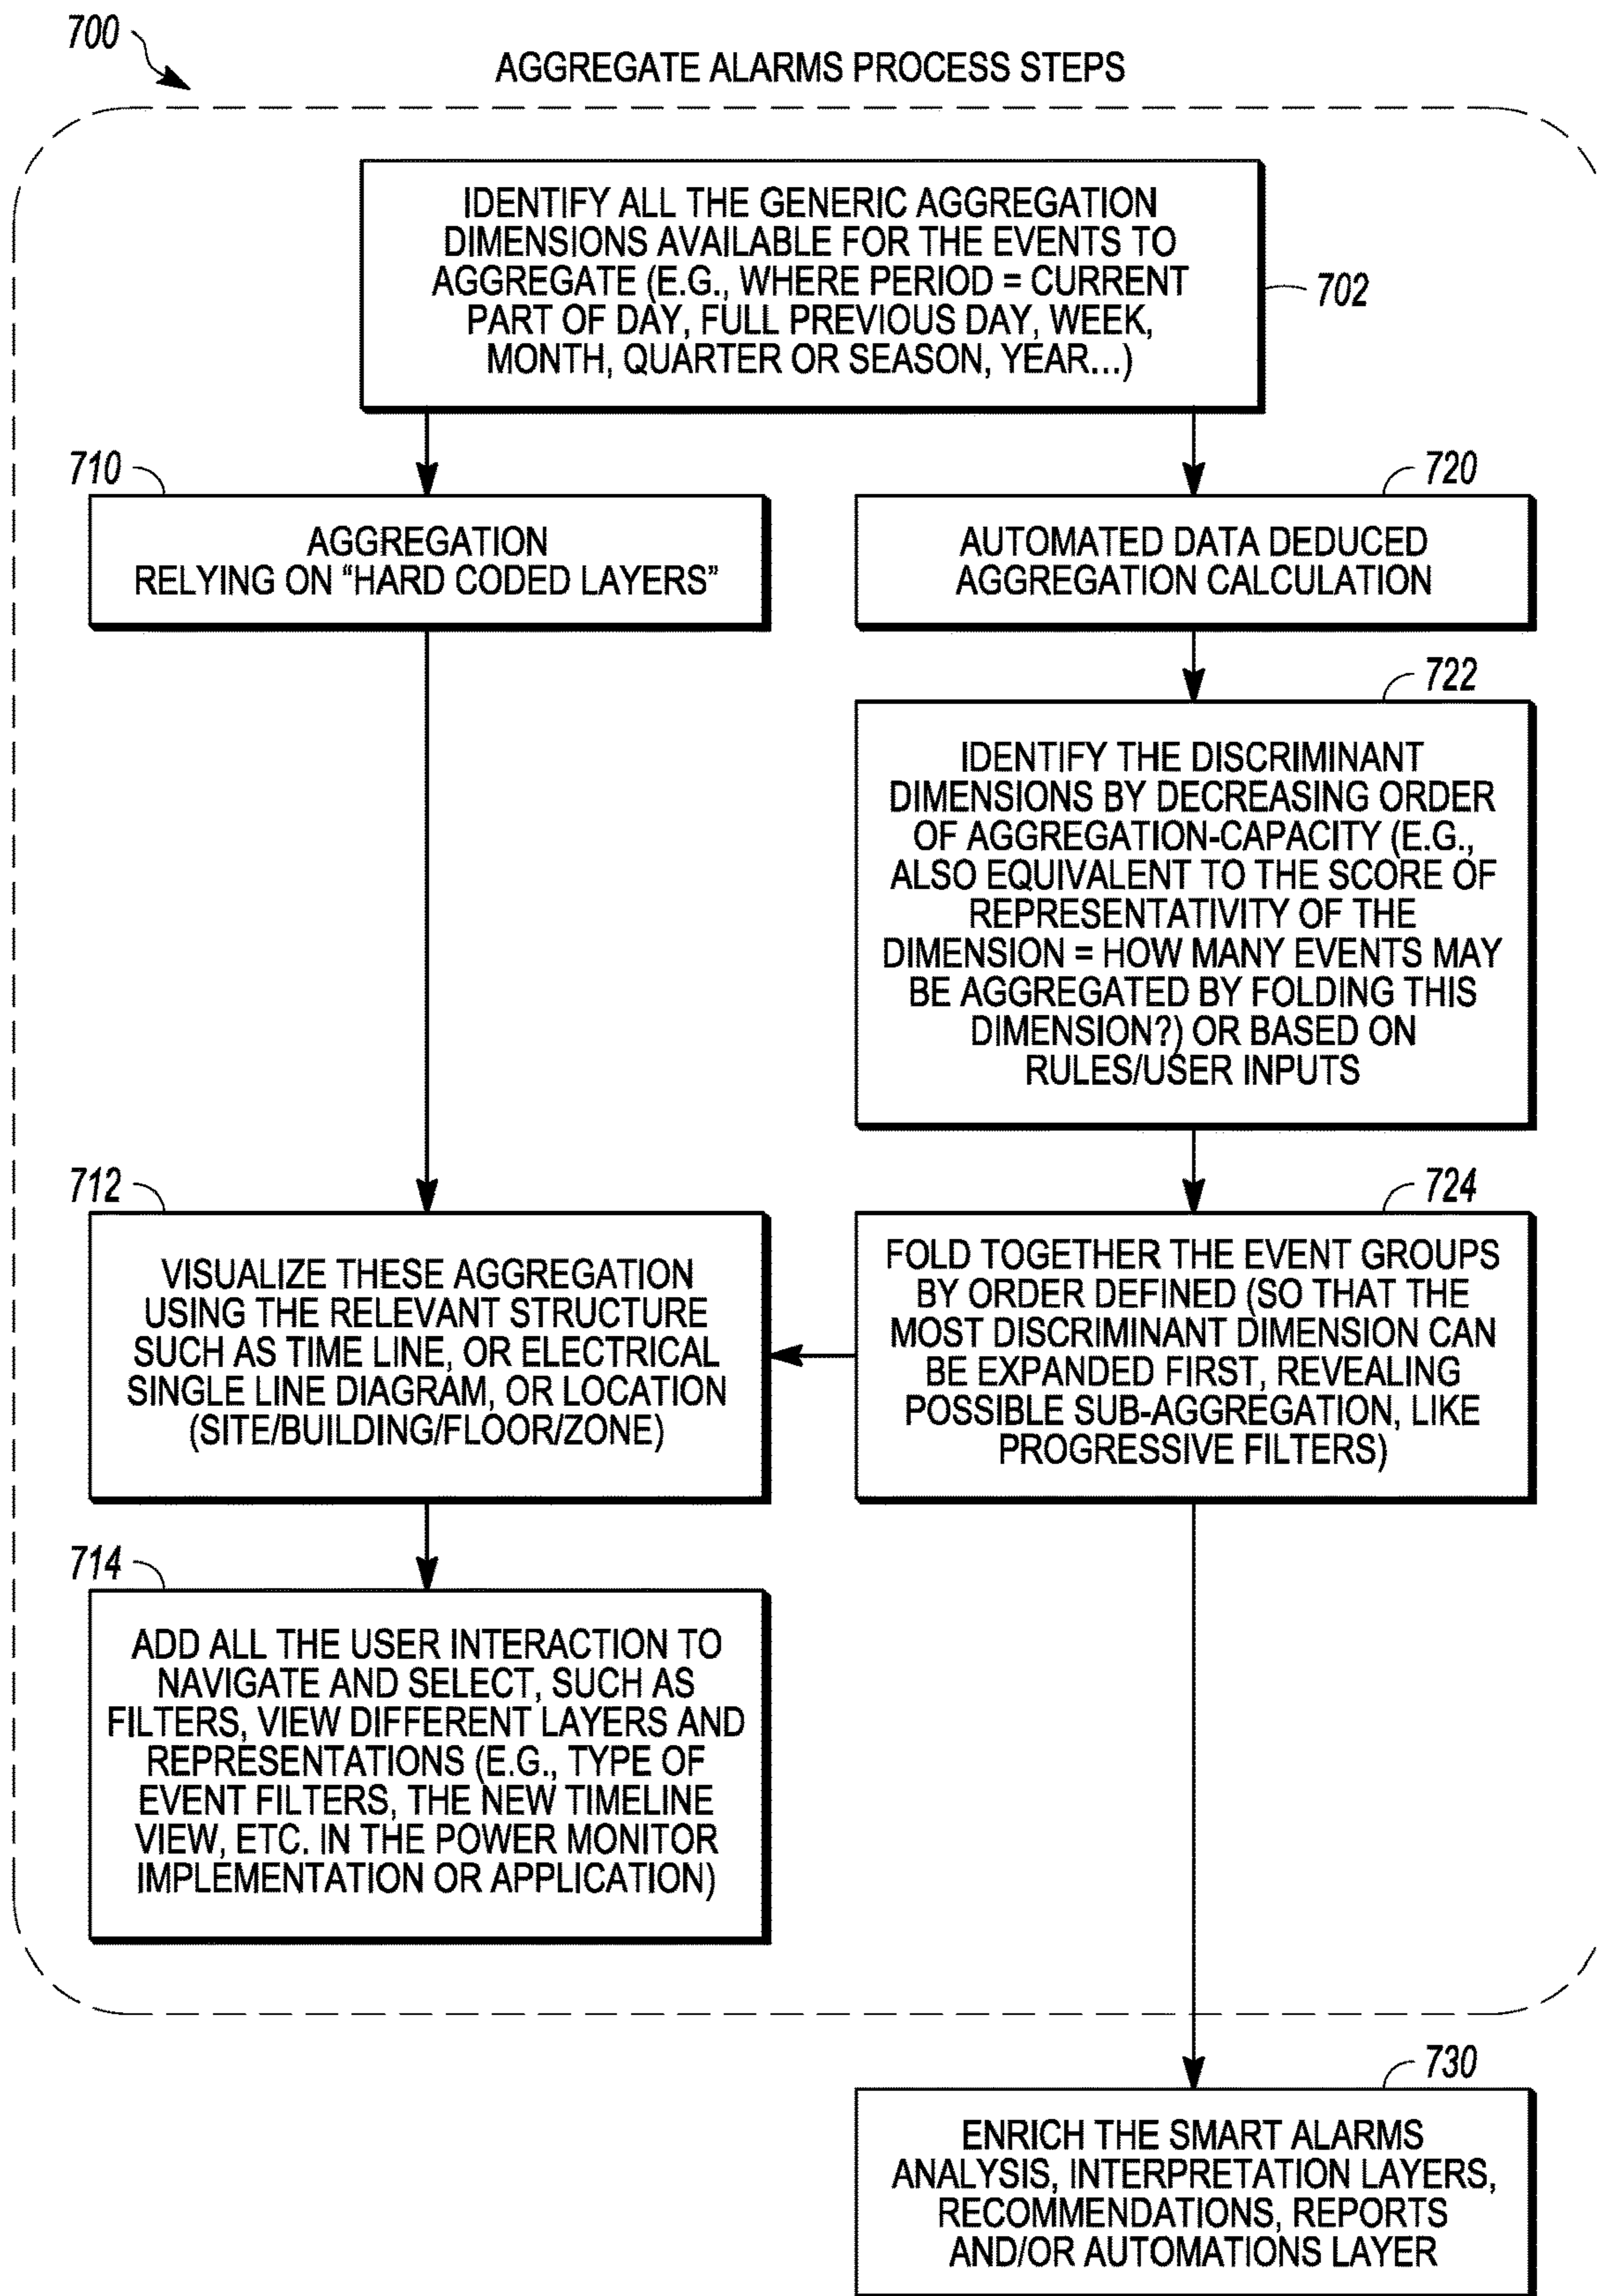 700
AGGREGATE ALARMS PROCESS STEPS
IDENTIFY ALL THE GENERIC AGGREGATION
DIMENSIONS AVAILABLE FOR THE EVENTS TO
AGGREGATE (E.G., WHERE PERIOD = CURRENT
PART OF DAY, FULL PREVIOUS DAY, WEEK,
MONTH, QUARTER OR SEASON, YEAR...)
702
710
AGGREGATION
RELYING ON “HARD CODED LAYERS”
720
AUTOMATED DATA DEDUCED
AGGREGATION CALCULATION
722
IDENTIFY THE DISCRIMINANT
DIMENSIONS BY DECREASING ORDER
OF AGGREGATION-CAPACITY (E.G.,
ALSO EQUIVALENT TO THE SCORE OF
REPRESENTATIVITY OF THE
DIMENSION = HOW MANY EVENTS MAY
BE AGGREGATED BY FOLDING THIS
DIMENSION?) OR BASED ON
RULES/USER INPUTS
712
VISUALIZE THESE AGGREGATION
USING THE RELEVANT STRUCTURE
SUCH AS TIME LINE, OR ELECTRICAL
SINGLE LINE DIAGRAM, OR LOCATION
(SITE/BUILDING/FLOOR/ZONE)
724
FOLD TOGETHER THE EVENT GROUPS
BY ORDER DEFINED (SO THAT THE
MOST DISCRIMINANT DIMENSION CAN
BE EXPANDED FIRST, REVEALING
POSSIBLE SUB-AGGREGATION, LIKE
PROGRESSIVE FILTERS)
714
ADD ALL THE USER INTERACTION TO
NAVIGATE AND SELECT, SUCH AS
FILTERS, VIEW DIFFERENT LAYERS AND
REPRESENTATIONS (E.G., TYPE OF
EVENT FILTERS, THE NEW TIMELINE
VIEW, ETC. IN THE POWER MONITOR
IMPLEMENTATION OR APPLICATION)
730
ENRICH THE SMART ALARMS
ANALYSIS, INTERPRETATION LAYERS,
RECOMMENDATIONS, REPORTS
AND/OR AUTOMATIONS LAYER